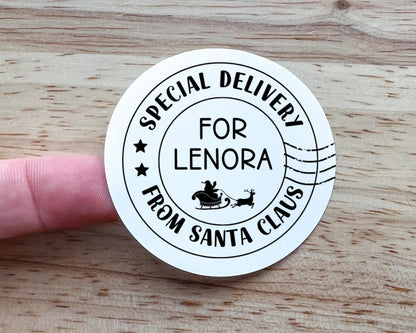 SPECIAL DELIVERY
FOR
LENORA
FROM SANTA CLAUS